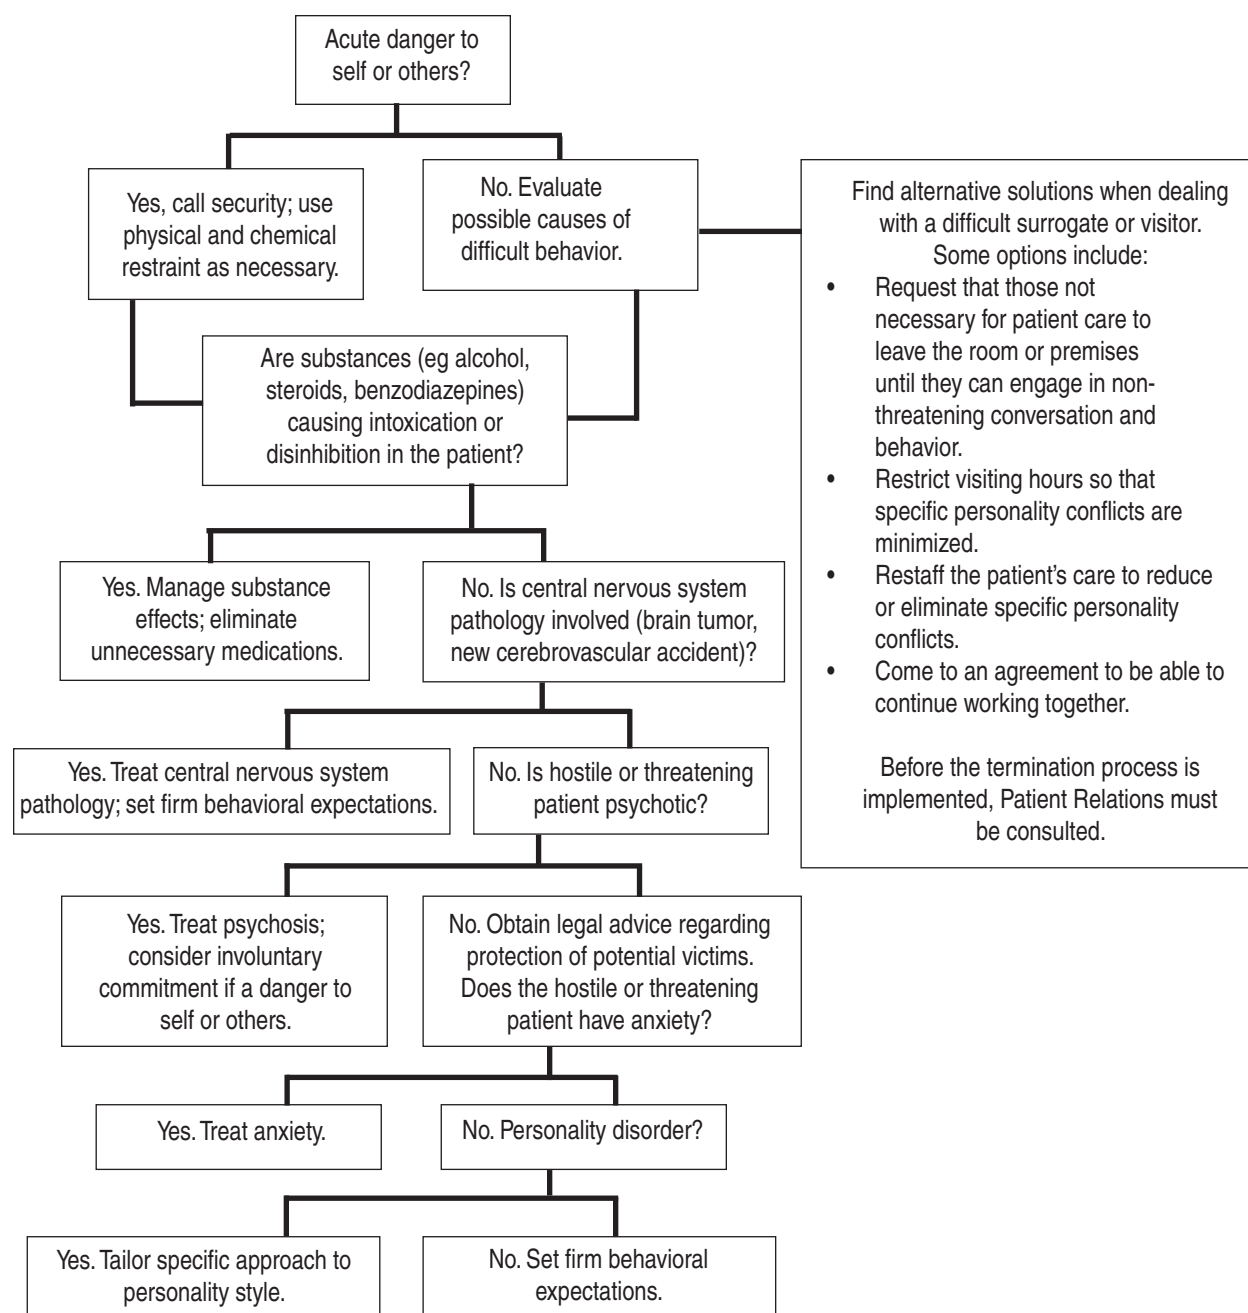 Acute danger to
self or others?
Yes, call security; use
physical and chemical
restraint as necessary.
No. Evaluate
possible causes of
difficult behavior.
Find alternative solutions when dealing
with a difficult surrogate or visitor.
Some options include:
• Request that those not
necessary for patient care to
leave the room or premises
until they can engage in non-
threatening conversation and
behavior.
• Restrict visiting hours so that
specific personality conflicts are
minimized.
• Restaff the patient's care to reduce
or eliminate specific personality
conflicts.
• Come to an agreement to be able to
continue working together.
Before the termination process is
implemented, Patient Relations must
be consulted.
Are substances (eg alcohol,
steroids, benzodiazepines)
causing intoxication or
disinhibition in the patient?
Yes. Manage substance
effects; eliminate
unnecessary medications.
No. Is central nervous system
pathology involved (brain tumor,
new cerebrovascular accident)?
Yes. Treat central nervous system
pathology; set firm behavioral expectations.
No. Is hostile or threatening
patient psychotic?
Yes. Treat psychosis;
consider involuntary
commitment if a danger to
self or others.
No. Obtain legal advice regarding
protection of potential victims.
Does the hostile or threatening
patient have anxiety?
Yes. Treat anxiety.
No. Personality disorder?
Yes. Tailor specific approach to
personality style.
No. Set firm behavioral
expectations.